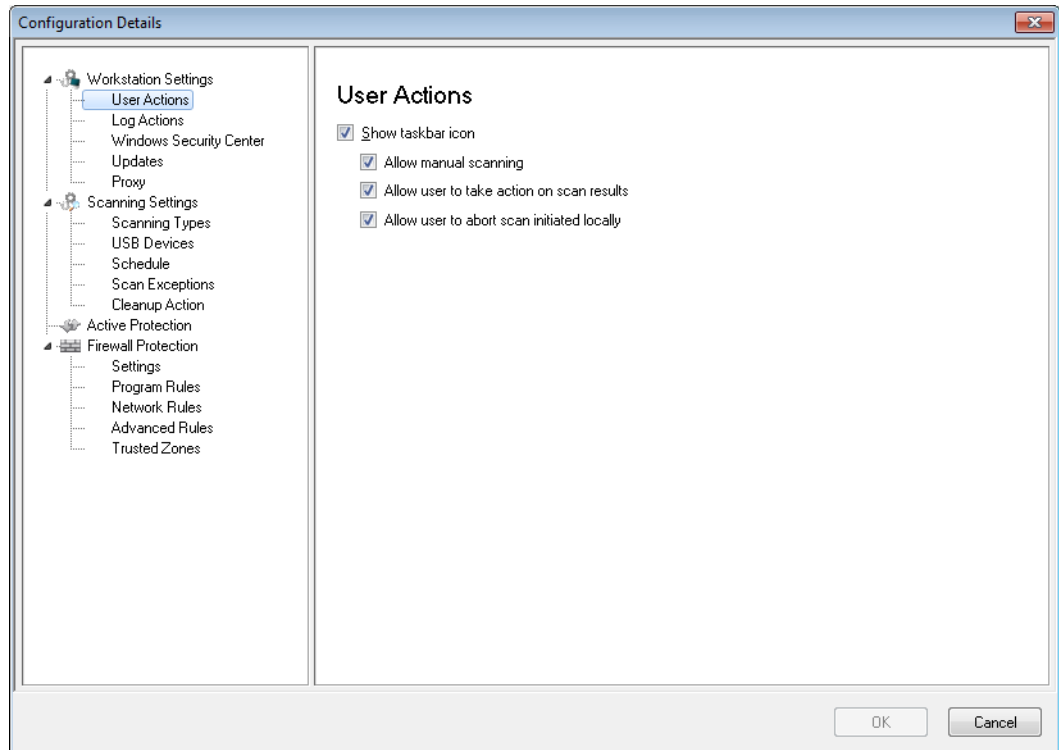 Configuration Details
Workstation Settings
User Actions
Log Actions
Windows Security Center
Updates
Proxy
Scanning Settings
Scanning Types
USB Devices
Schedule
Scan Exceptions
Cleanup Action
Active Protection
Firewall Protection
Settings
Program Rules
Network Rules
Advanced Rules
Trusted Zones
User Actions
Show taskbar icon
Allow manual scanning
Allow user to take action on scan results
Allow user to abort scan initiated locally
OK
Cancel